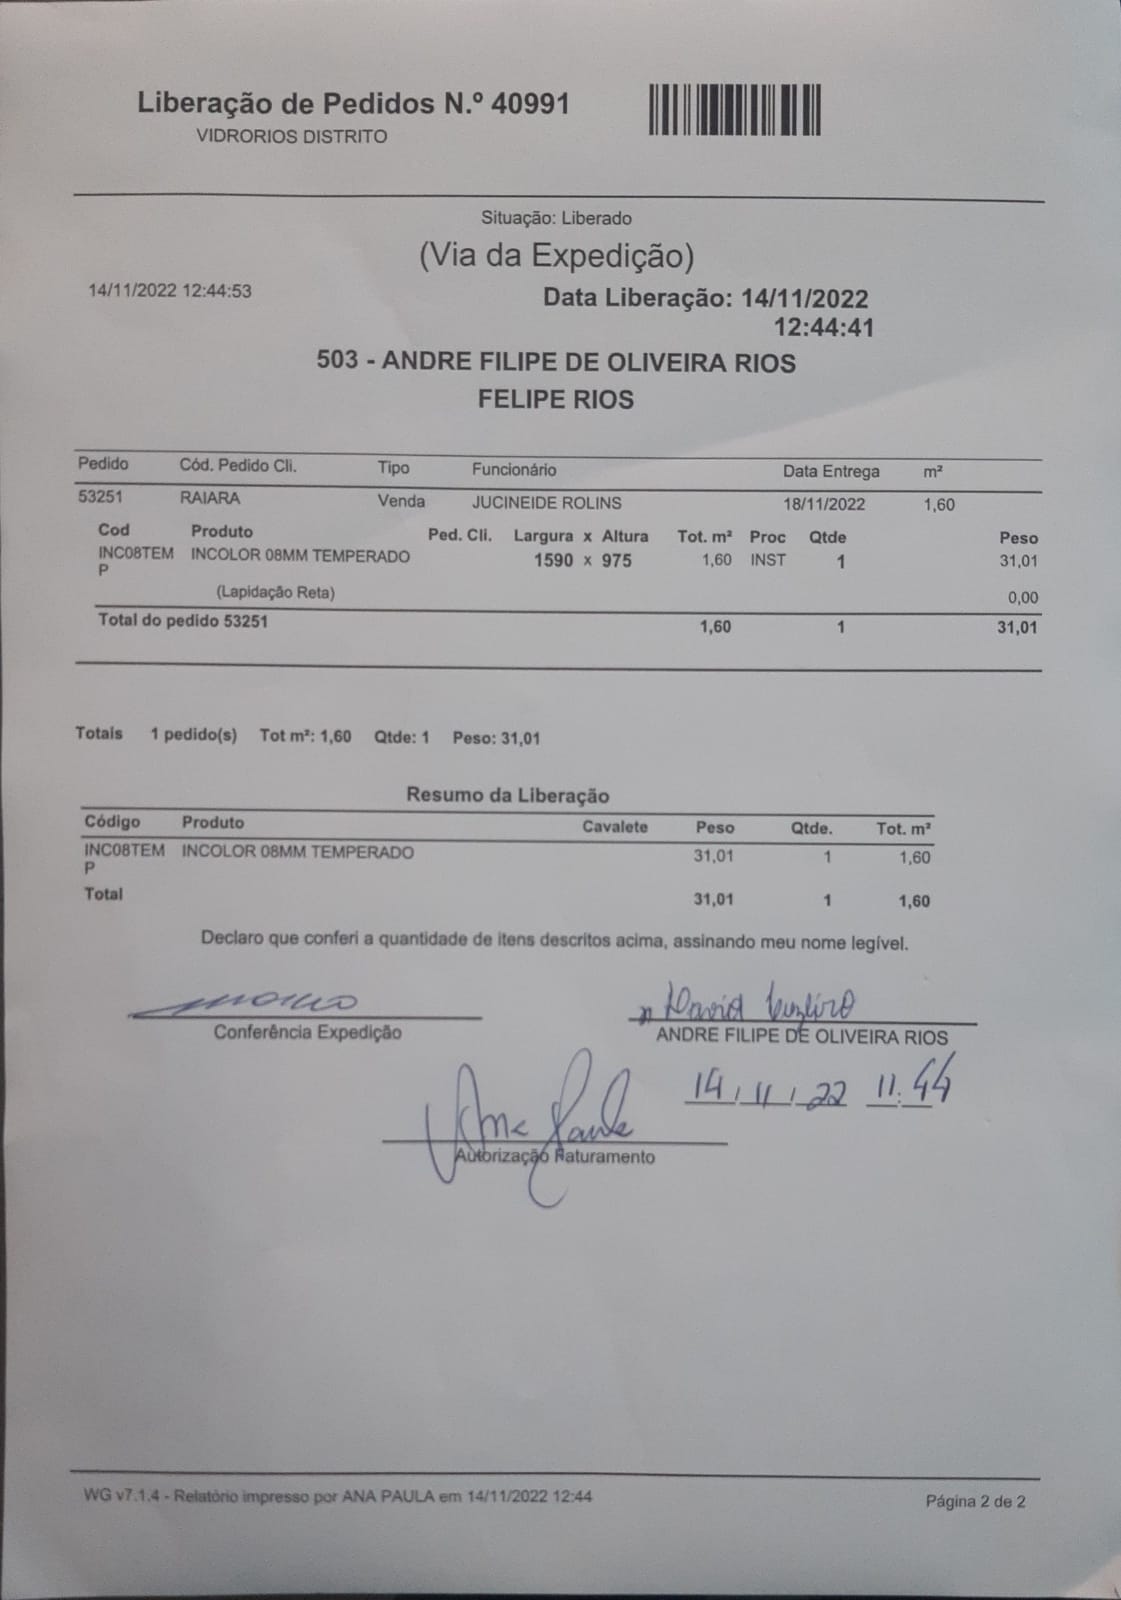 Liberação de Pedidos N.º 40991
VIDRORIOS DISTRITO
Situação: Liberado
(Via da Expedição)
14/11/2022 12:44:53
Data Liberação: 14/11/2022
12:44:41
503 - ANDRE FILIPE DE OLIVEIRA RIOS
FELIPE RIOS
Pedido Cód. Pedido Cli. Tipo Funcionário Data Entrega m²
53251 RAIARA Venda JUCINEIDE ROLINS 18/11/2022 1,60
Cod Produto Ped. Cli. Largura x Altura Tot. m² Proc Qtde Peso
INC08TEM INCOLOR 08MM TEMPERADO 1590 x 975 1,60 INST 1 31,01
P
(Lapidação Reta) 0,00
Total do pedido 53251 1,60 1 31,01
Totais 1 pedido(s) Tot m²: 1,60 Qtde: 1 Peso: 31,01
Resumo da Liberação
Código Produto Cavalete Peso Qtde. Tot. m²
INC08TEM INCOLOR 08MM TEMPERADO 31,01 1 1,60
P
Total 31,01 1 1,60
Declaro que conferi a quantidade de itens descritos acima, assinando meu nome legível.
David
Conferência Expedição ANDRE FILIPE DE OLIVEIRA RIOS
14/11/22 11:44
Ana Paula
Autorização Faturamento
WG v7.1.4 - Relatório impresso por ANA PAULA em 14/11/2022 12:44
Página 2 de 2